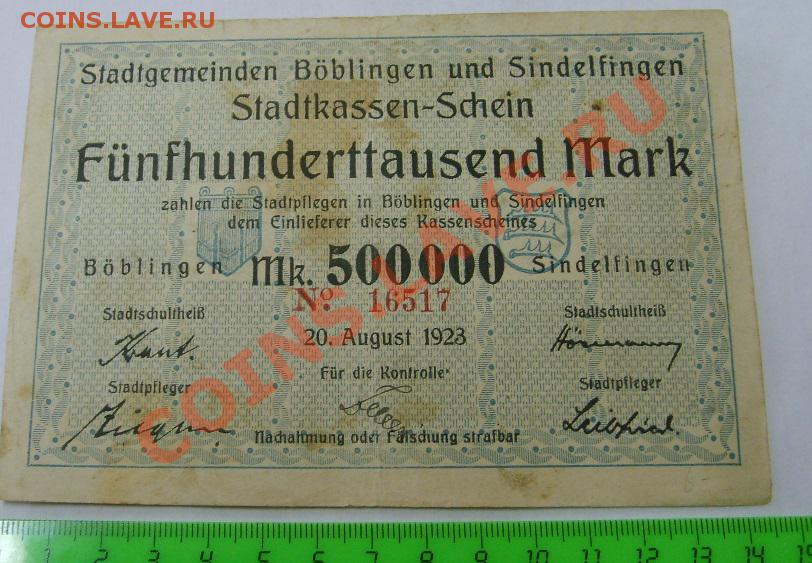 COINS.LAVE.RU
Stadtgemeinden Böblingen und Sindelfingen
Stadtkassen-Schein
Fünfhunderttausend Mark
zahlen die Stadtpflegen in Böblingen und Sindelfingen
dem Einlieferer dieses Kassenscheines
Böblingen Mk. 500000 Sindelfingen
No. 16517
Stadtschultheiß 20. August 1923 Stadtschultheiß
Stadtpfleger Für die Kontrolle: Stadtpfleger
Nachahmung oder Fälschung strafbar
COINS.LAVE.RU
1 2 3 4 5 6 7 8 9 10 11 12 13 14 15